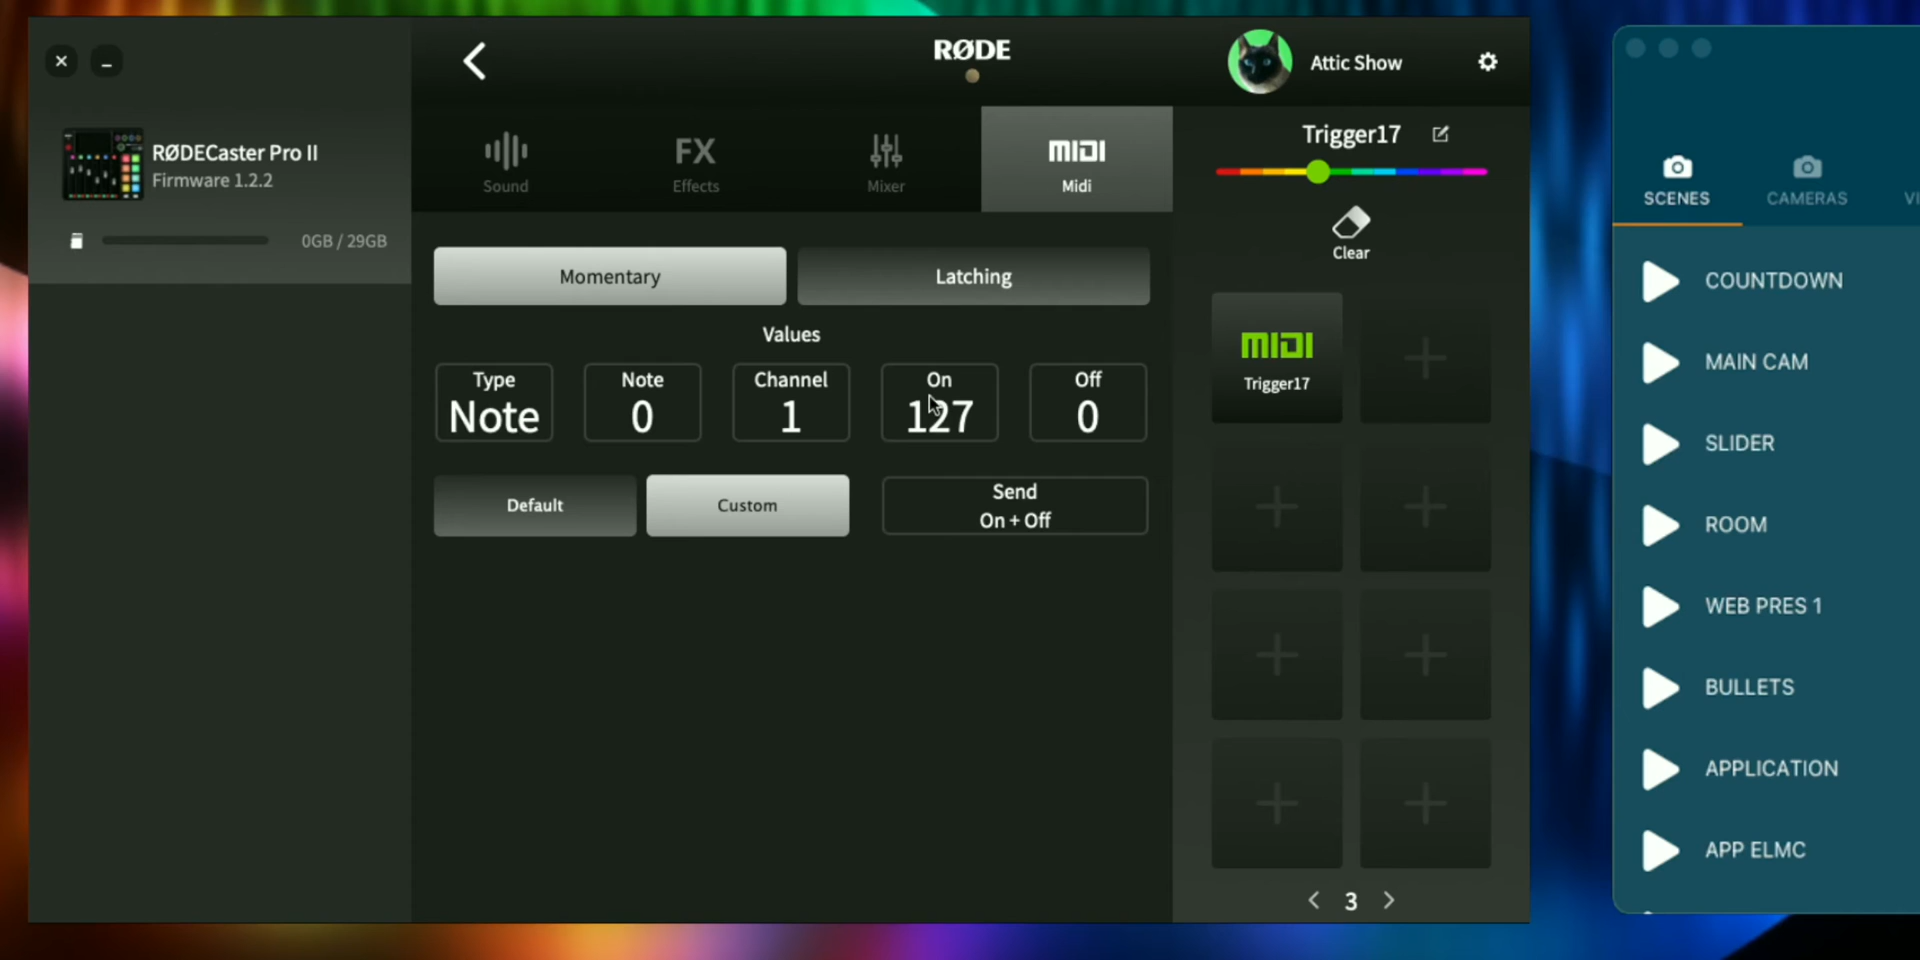 RØDE
Attic Show
RØDECaster Pro II
Firmware 1.2.2
0GB / 29GB
Sound
FX
Effects
Mixer
MIDI
Midi
Trigger17
Clear
Momentary
Latching
Values
Type
Note
Note
0
Channel
1
On
127
Off
0
Default
Custom
Send
On + Off
MIDI
Trigger17
3
SCENES
CAMERAS
VI
COUNTDOWN
MAIN CAM
SLIDER
ROOM
WEB PRES 1
BULLETS
APPLICATION
APP ELMC